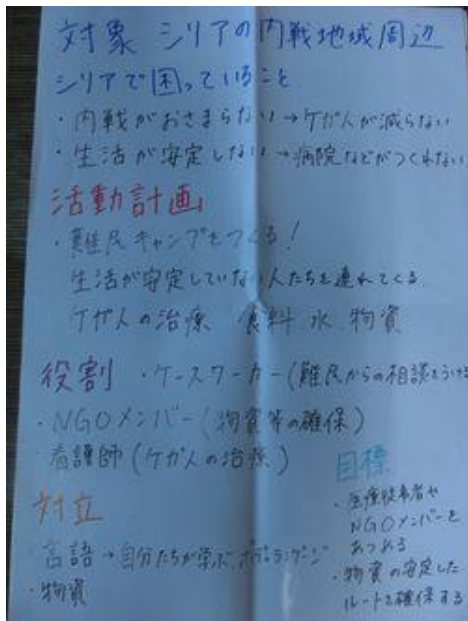 対象 シリアの内戦地域周辺
シリアで困っていること
・内戦がおさまらない→ケガ人が減らない
・生活が安定しない→病院などがつくれない
活動計画
・難民キャンプをつくる!
生活が安定していない人たちを連れてくる
ケガ人の治療 食料 水 物資
役割 ・ケースワーカー(難民からの相談をうける
・NGOメンバー(物資等の確保)
・看護師(ケガ人の治療)
対立
・言語→自分たちが学ぶ、ボディランゲージ
・物資
目標
・医療従事者や
NGOメンバーを
あつめる
・物資の安定した
ルートを確保する